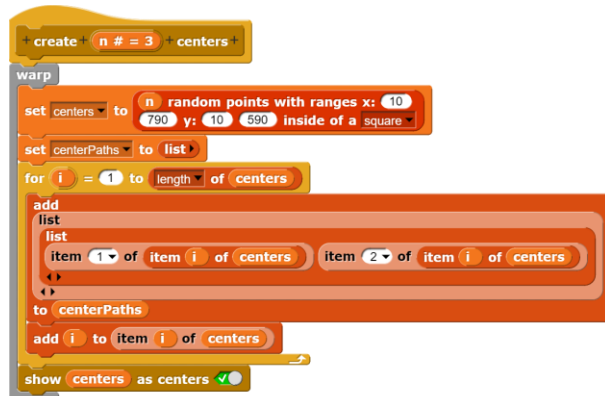 + create + n # = 3 + centers +
warp
set centers to n random points with ranges x: 10
790 y: 10 590 inside of a square
set centerPaths to list
for i = 1 to length of centers
add
list
list
item 1 of item i of centers item 2 of item i of centers
to centerPaths
add i to item i of centers
show centers as centers